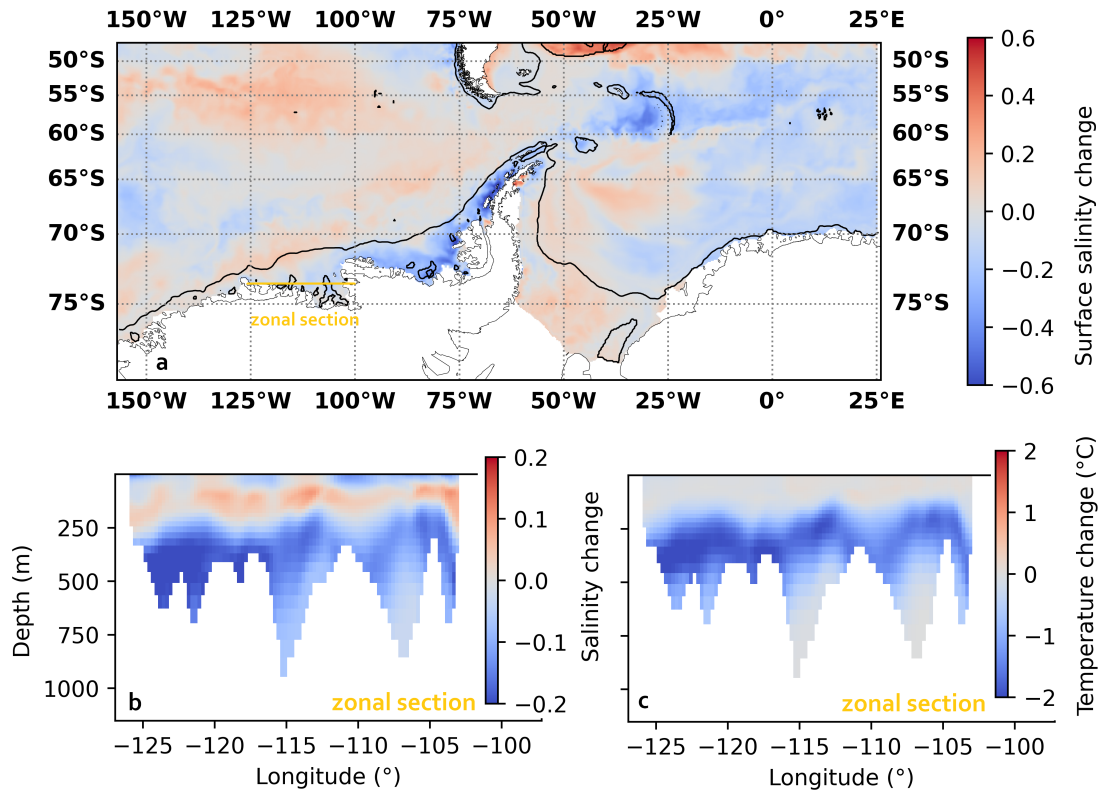 150°W 125°W 100°W 75°W 50°W 25°W 0° 25°E
50°S 50°S 0.6
55°S 55°S 0.4
60°S 60°S 0.2
65°S 65°S 0.0
70°S 70°S −0.2
75°S 75°S −0.4
−0.6
Surface salinity change
zonal section
a
150°W 125°W 100°W 75°W 50°W 25°W 0° 25°E
Depth (m)
250
500
750
1000
b
zonal section
−125 −120 −115 −110 −105 −100
Longitude (°)
0.2
0.1
0.0
−0.1
−0.2
Salinity change
c
zonal section
−125 −120 −115 −110 −105 −100
Longitude (°)
2
1
0
−1
−2
Temperature change (°C)